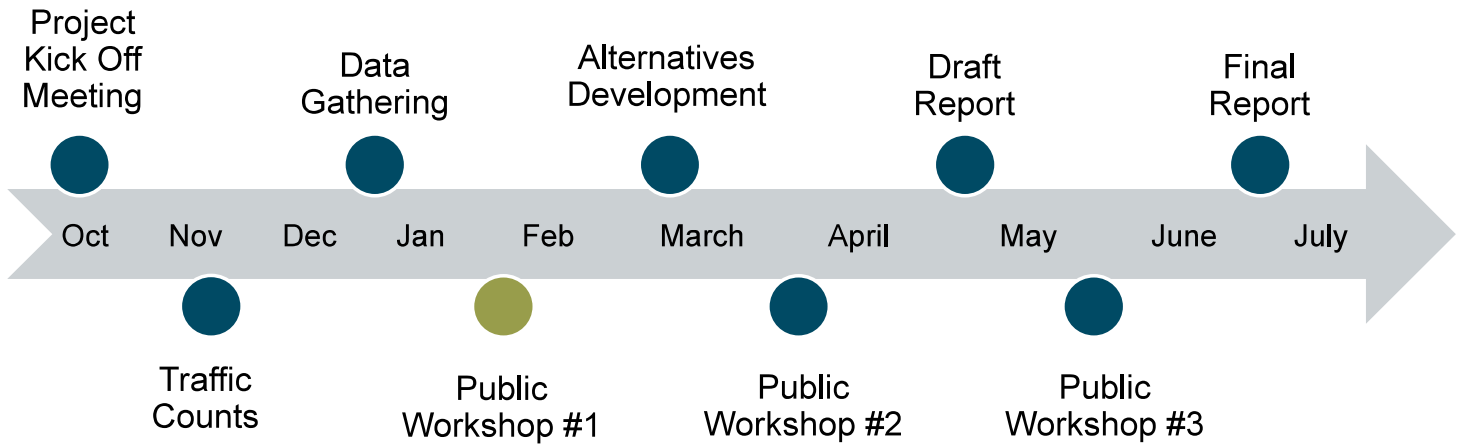 Project
Kick Off
Meeting
Data
Gathering
Alternatives
Development
Draft
Report
Final
Report
Oct Nov Dec Jan Feb March April May June July
Traffic
Counts
Public
Workshop #1
Public
Workshop #2
Public
Workshop #3